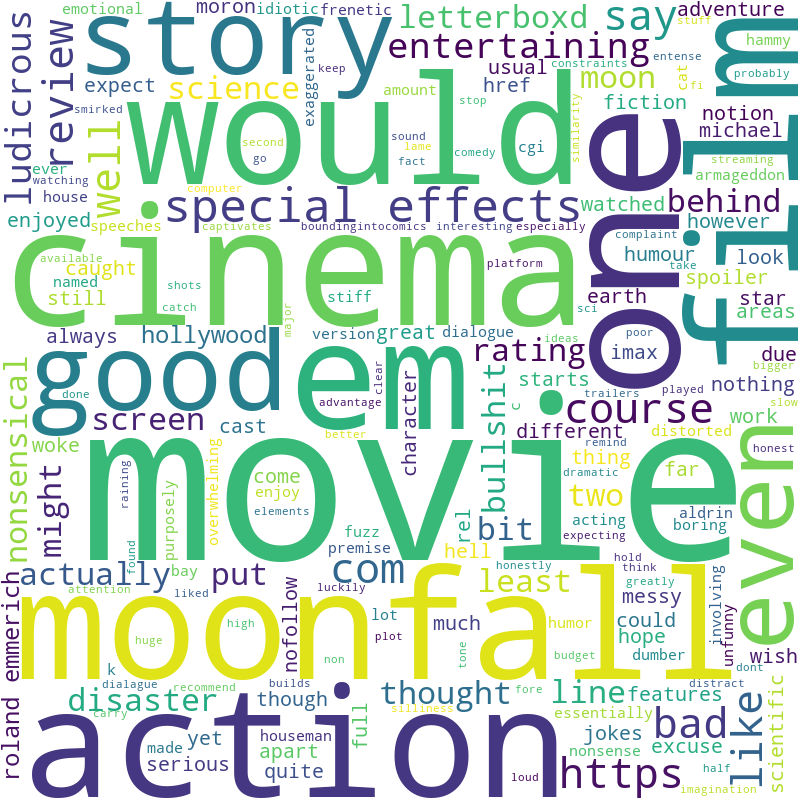 emotional
moron
idiotic
frenetic
letterboxd
say
adventure
stuff
hammy
story
entertaining
usual
constraints
moon
entense
cat
fi
probably
film
ludicrous
review
expect
science
exaggerated
keep
amount
href
fiction
notion
michael
smirked
well
would
second
go
stop
sound
lame
fact
comedy
cgi
similarity
one
streaming
armageddon
ever
watching
house
computer
special effects
watched
behind
however
enjoyed
speeches
captivates
boundingintocomics
interesting
especially
complaint
take
look
available
caught
named
still
cinema
platform
humour
spoiler
star
areas
shots
catch
stiff
sci
earth
major
always
hollywood
version
great
dialogue
ideas
poor
imax
due
bigger
good
em
rating
trailers
played
nothing
slow
nonsensical
done
advantage
clear
starts
screen
cast
better
character
bullshit
c
course
different
remind
distorted
work
honest
woke
might
raining
purposely
overwhelming
come
enjoy
elements
movie
thing
dramatic
far
two
acting
aldrin
boring
even
fuzz
premise
rel
bit
hell
expecting
actually
found
bay
put
com
honestly
least
hold
think
greatly
messy
involving
unfunny
attention
liked
luckily
nofollow
lot
plot
much
moonfall
humor
could
hope
dumber
wish
roland emmerich
huge
high
non
tone
budget
k
dialague
recommend
builds
fore
dont
distract
disaster
carry
though
full
silliness
thought
line
features
essentially
scientific
made
yet
serious
houseman
apart
quite
action
loud
https
jokes
nonsense
bad
excuse
half
like
imagination